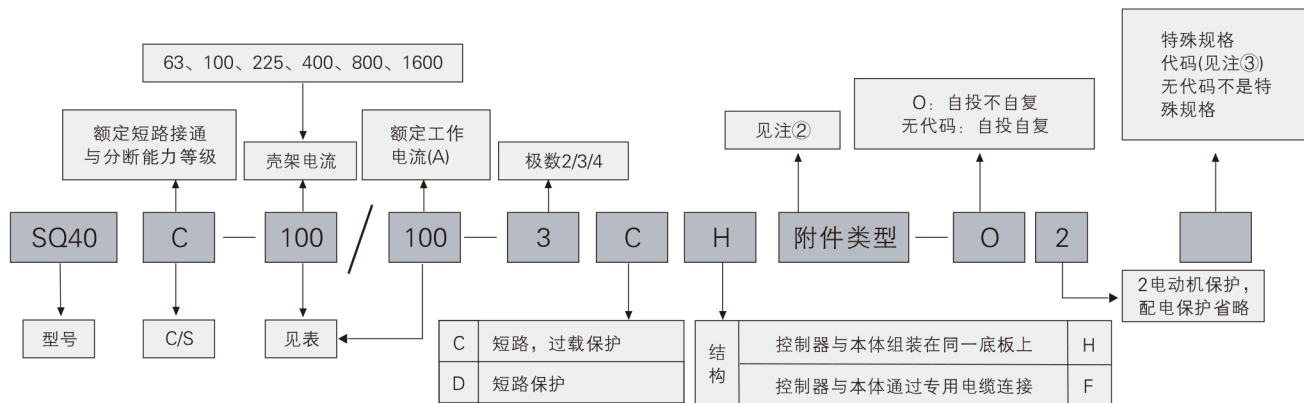 63、100、225、400、800、1600
特殊规格
代码(见注③)
无代码不是特
殊规格
额定短路接通
与分断能力等级
壳架电流
额定工作
电流(A)
极数2/3/4
见注②
O：自投不自复
无代码：自投自复
SQ40 C — 100 / 100 — 3 C H 附件类型 — O 2
型号
C/S
见表
2电动机保护，
配电保护省略
C 短路，过载保护
D 短路保护
结构
控制器与本体组装在同一底板上 H
控制器与本体通过专用电缆连接 F